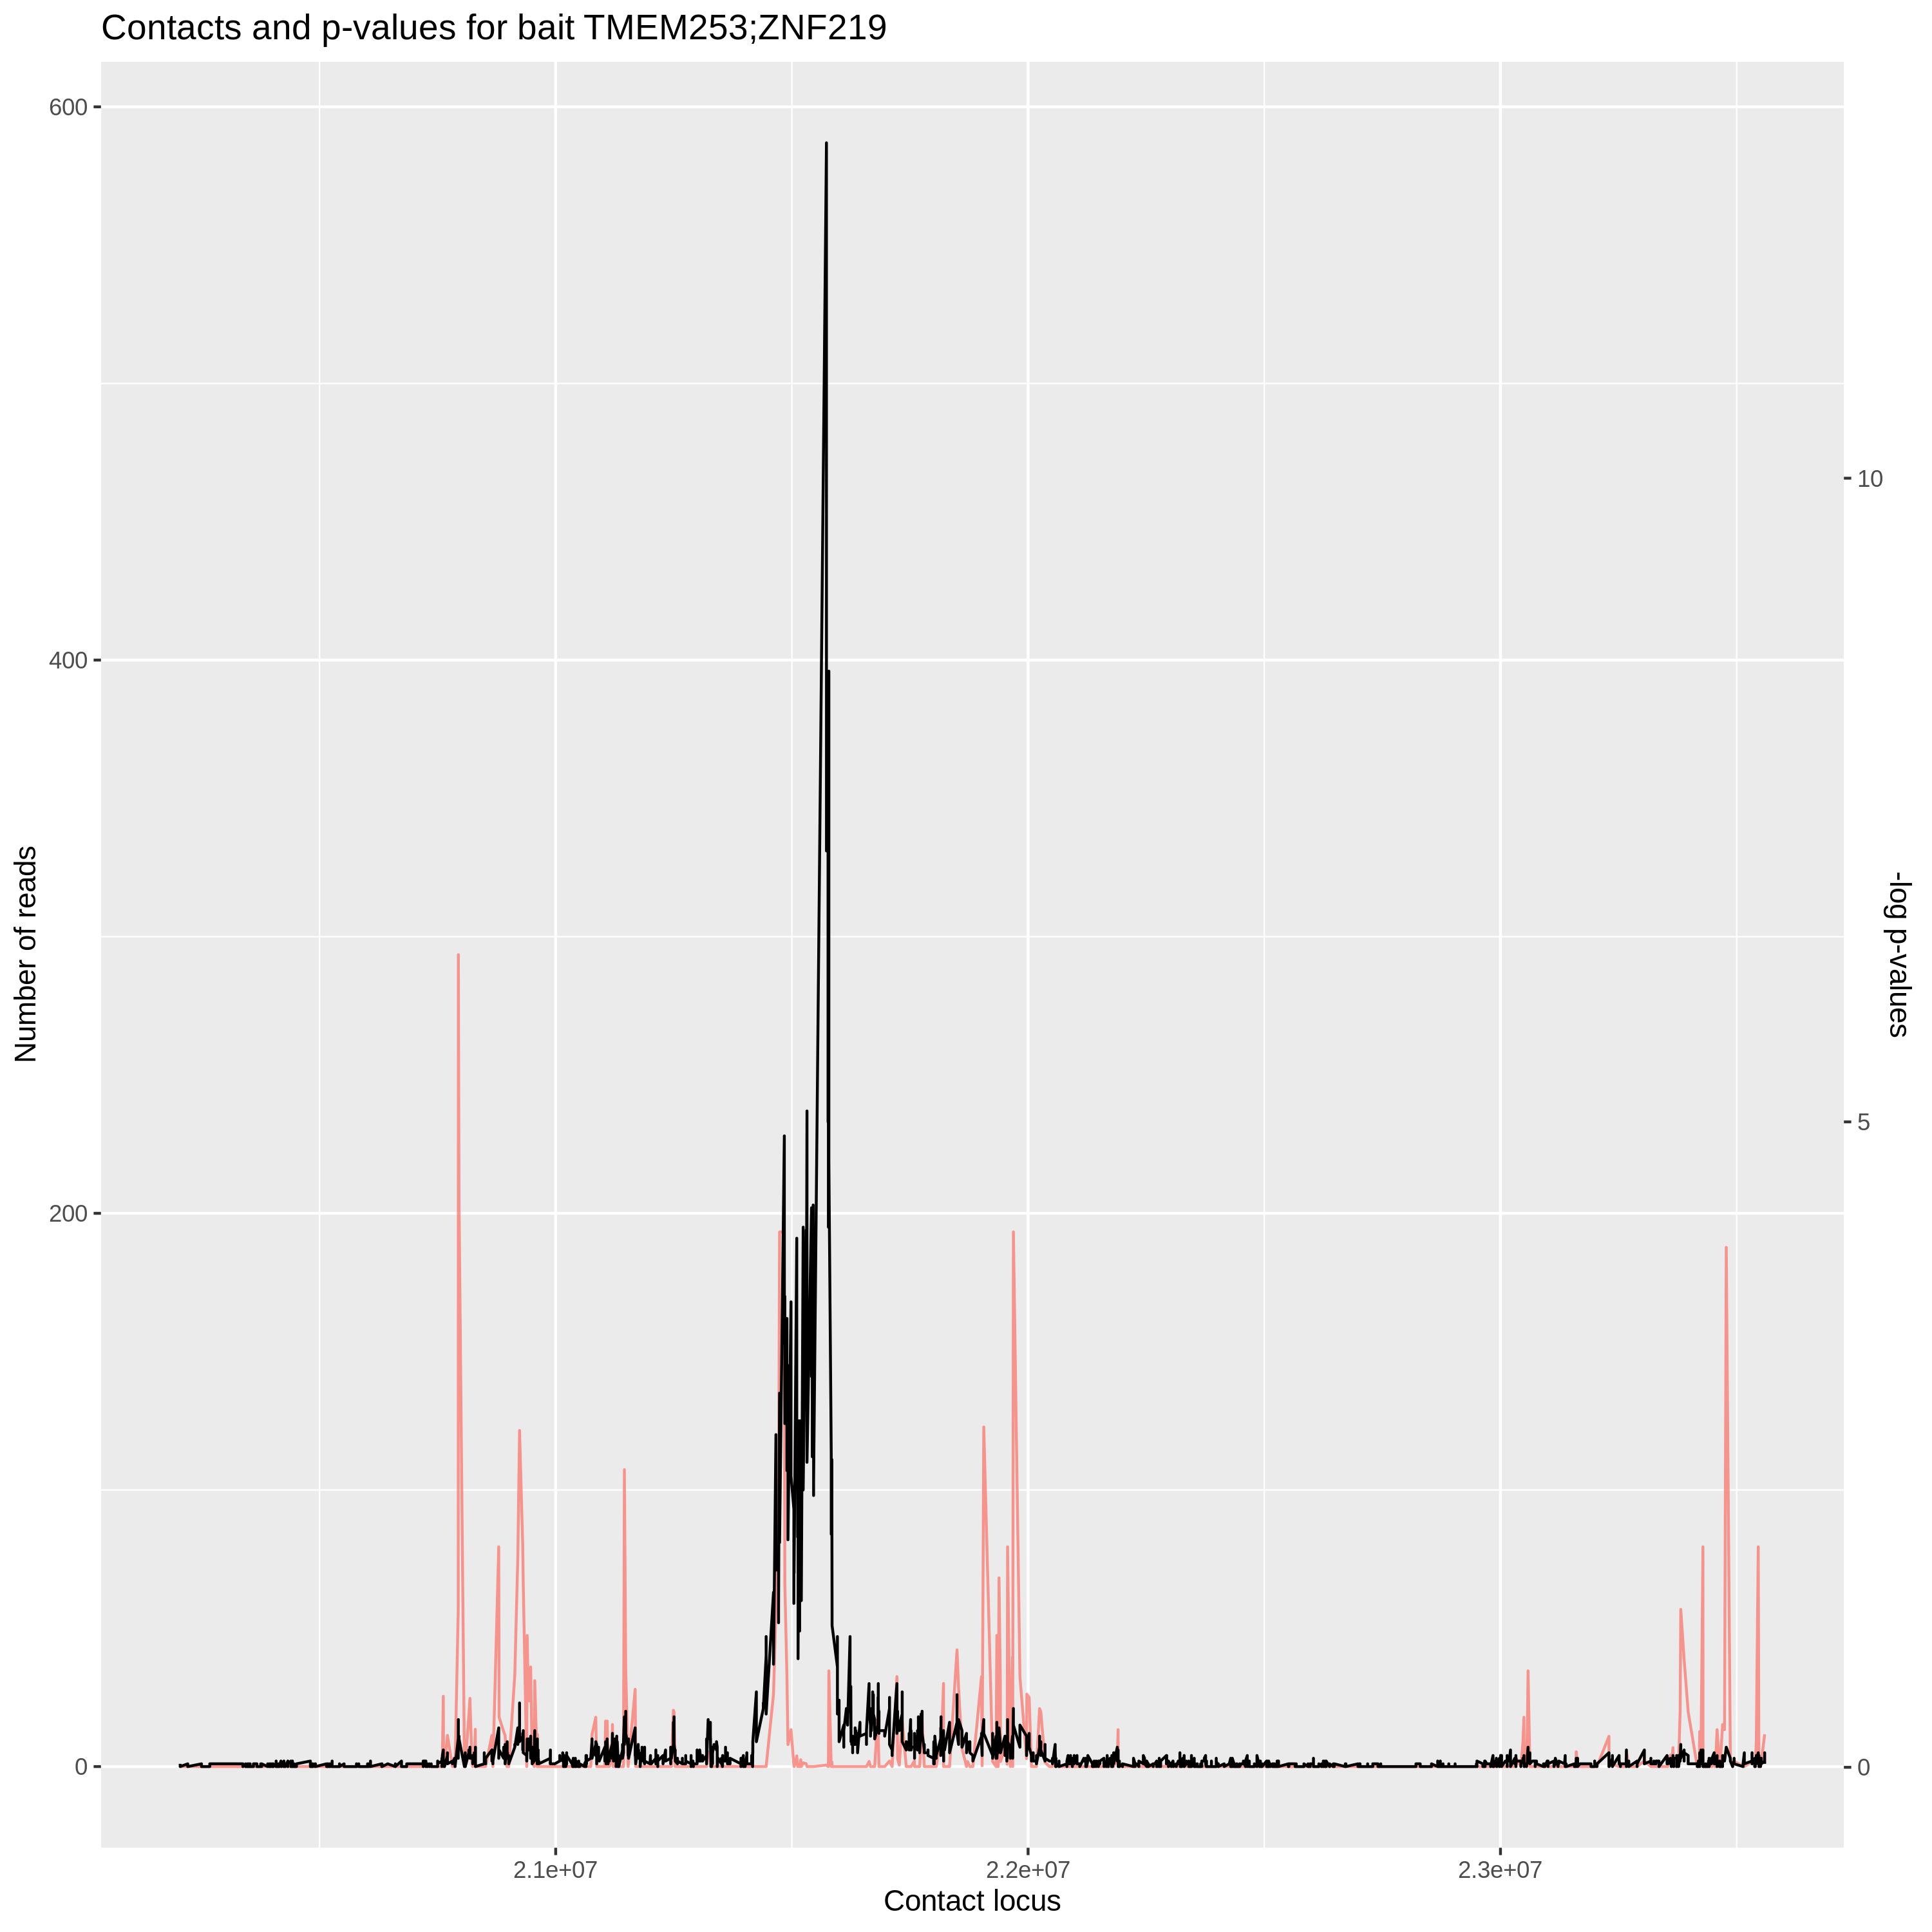 Contacts and p-values for bait TMEM253;ZNF219
600
400
200
0
Number of reads
10
5
0
-log p-values
2.1e+07
2.2e+07
2.3e+07
Contact locus